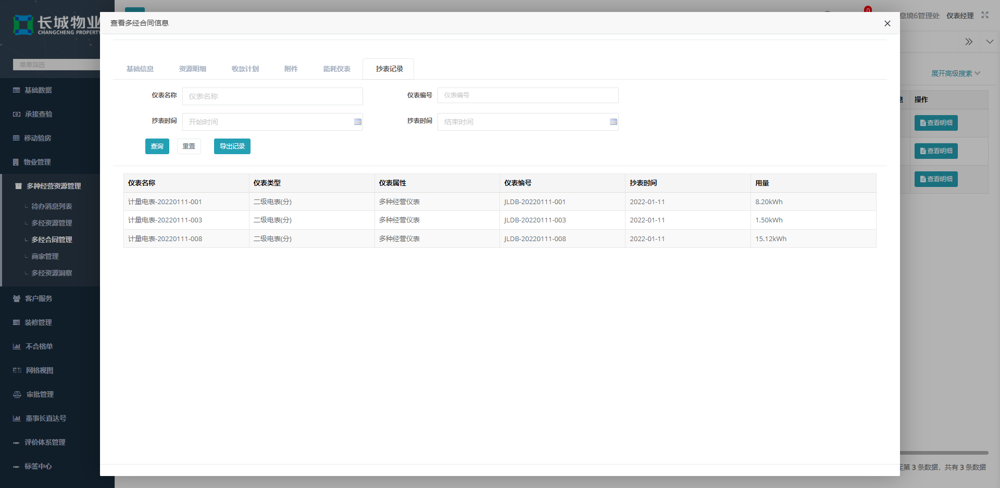 长城物业
CHANGCHENG PROPERTY
菜单筛选
基础数据
承接查验
移动验房
物业管理
多种经营资源管理
待办消息列表
多经资源管理
多经合同管理
商家管理
多经资源洞察
客户服务
装修管理
不合格单
网格视图
审批管理
董事长直达号
评价体系管理
标签中心
0
意境6管理处 仪表经理
展开高级搜索
息 操作
查看明细
查看明细
查看明细
至第 3 条数据，共有 3 条数据
查看多经合同信息
基础信息 资源明细 收款计划 附件 能耗仪表 抄表记录
仪表名称 仪表名称 仪表编号 仪表编号
抄表时间 开始时间 抄表时间 结束时间
查询 重置 导出记录
仪表名称 仪表类型 仪表属性 仪表编号 抄表时间 用量
计量电表-20220111-001 二级电表(分) 多种经营仪表 JLDB-20220111-001 2022-01-11 8.20kWh
计量电表-20220111-003 二级电表(分) 多种经营仪表 JLDB-20220111-003 2022-01-11 1.50kWh
计量电表-20220111-008 二级电表(分) 多种经营仪表 JLDB-20220111-008 2022-01-11 15.12kWh